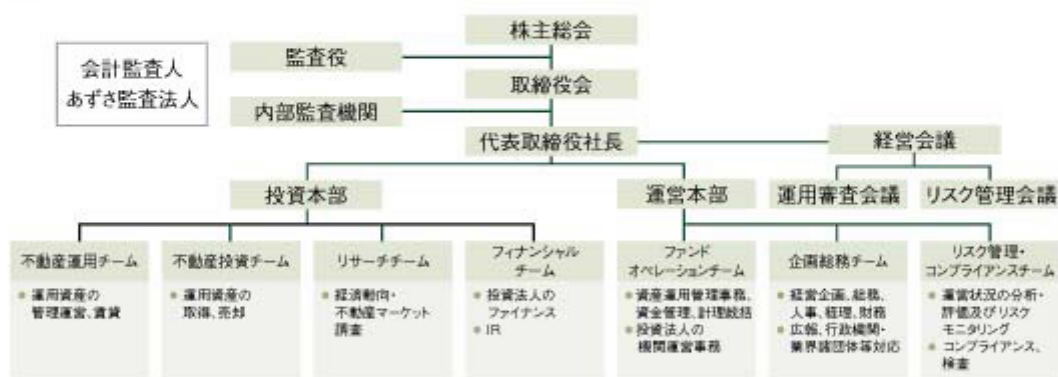 株主総会
会計監査人
あずさ監査法人
監査役
取締役会
内部監査機関
代表取締役社長
経営会議
投資本部
運営本部
運用審査会議
リスク管理会議
不動産運用チーム
運用資産の
管理運営、賃貸
不動産投資チーム
運用資産の
取得、売却
リサーチチーム
経済動向・
不動産マーケット
調査
フィナンシャル
チーム
投資法人の
ファイナンス
IR
ファンド
オペレーションチーム
資産運用管理事務、
資金管理、計理統括
投資法人の
機関運営事務
企画総務チーム
経営企画、総務、
人事、経理、財務
広報、行政機関・
業界諸団体等対応
リスク管理・
コンプライアンスチーム
運営状況の分析・
評価及びリスク
モニタリング
コンプライアンス、
検査